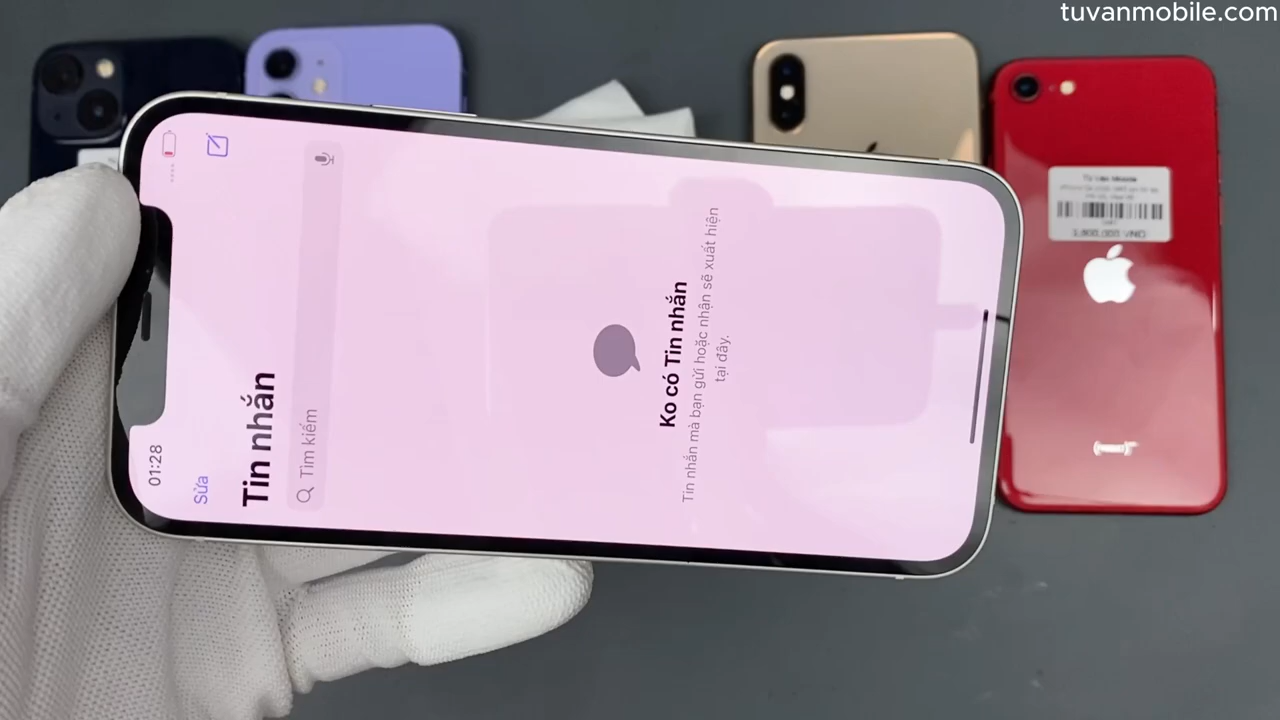 tuvanmobile.com
01:28
Sửa
Tin nhắn
Tìm kiếm
Ko có Tin nhắn
Tin nhắn mà bạn gửi hoặc nhận sẽ xuất hiện
tại đây.